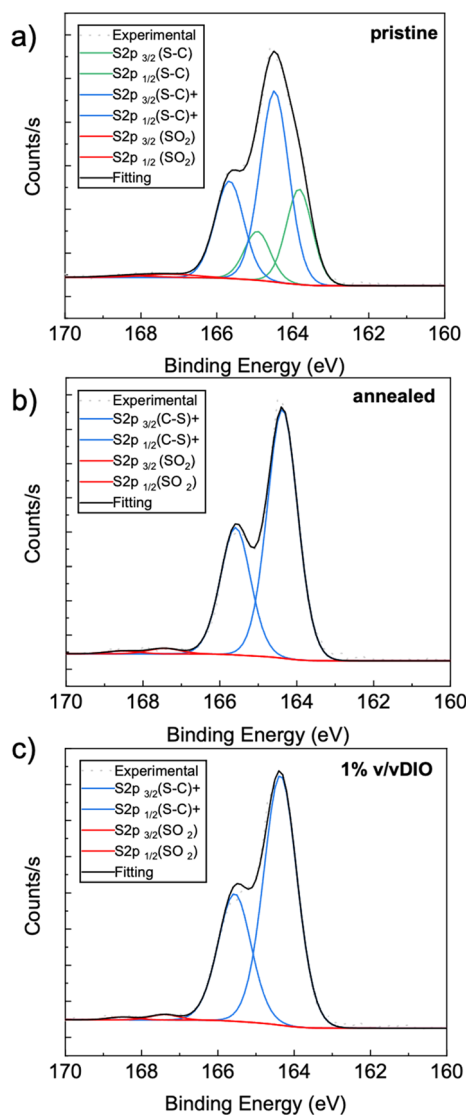 a)
pristine
Experimental
S2p 3/2 (S-C)
S2p 1/2 (S-C)
S2p 3/2(S-C)+
S2p 1/2(S-C)+
S2p 3/2 (SO2)
S2p 1/2 (SO2)
Fitting
Counts/s
170 168 166 164 162 160
Binding Energy (eV)
b)
annealed
Experimental
S2p 3/2(C-S)+
S2p 1/2(C-S)+
S2p 3/2 (SO 2)
S2p 1/2(SO 2)
Fitting
Counts/s
170 168 166 164 162 160
Binding Energy (eV)
c)
1% v/vDIO
Experimental
S2p 3/2(S-C)+
S2p 1/2(S-C)+
S2p 3/2(SO 2)
S2p 1/2(SO 2)
Fitting
Counts/s
170 168 166 164 162 160
Binding Energy (eV)